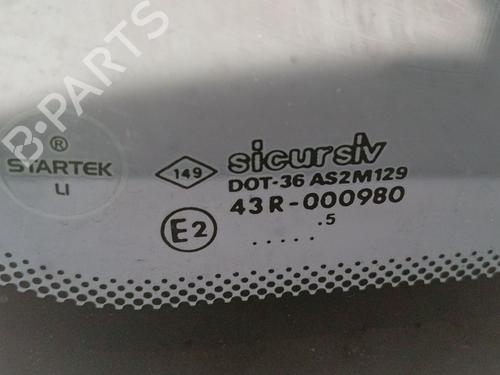 B-PARTS
®
STARTEK
LI
149
sicursiv
DOT-36 AS2M129
43R-000980
E2
.....
.5